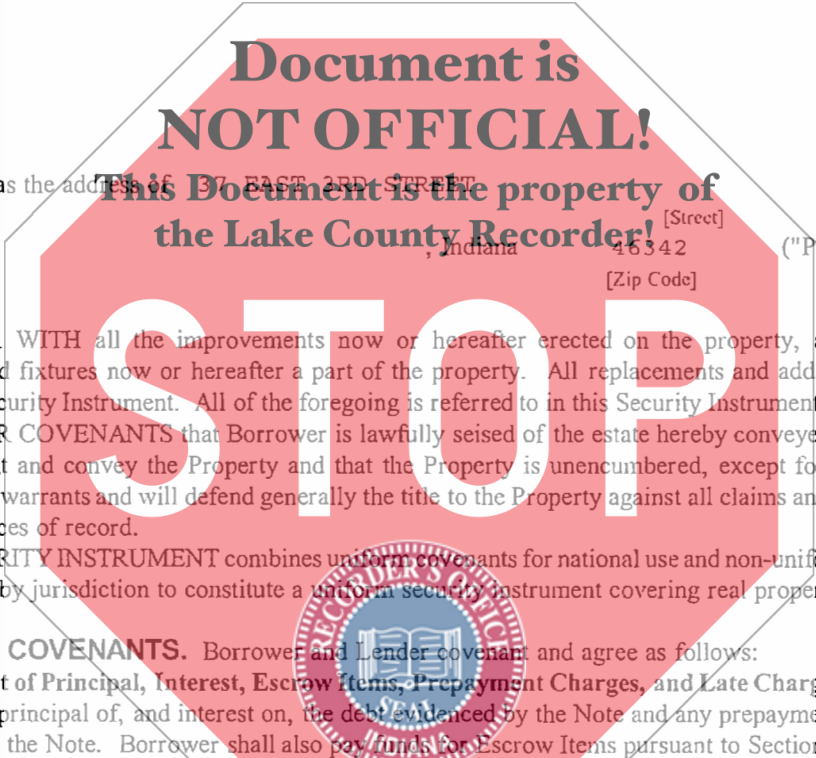 Document is
NOT OFFICIAL!
as the address of 37 EAST 3RD STREET
This Document is the property of
[Street]
the Lake County Recorder!
, Indiana 46342 ("P
[Zip Code]
STOP
WITH all the improvements now or hereafter erected on the property, a
d fixtures now or hereafter a part of the property. All replacements and add
curity Instrument. All of the foregoing is referred to in this Security Instrument
R COVENANTS that Borrower is lawfully seised of the estate hereby conveye
t and convey the Property and that the Property is unencumbered, except fo
warrants and will defend generally the title to the Property against all claims an
ces of record.
RITY INSTRUMENT combines uniform covenants for national use and non-unif
by jurisdiction to constitute a uniform security instrument covering real proper
COVENANTS. Borrower and Lender covenant and agree as follows:
t of Principal, Interest, Escrow Items, Prepayment Charges, and Late Charg
principal of, and interest on, the debt evidenced by the Note and any prepayme
the Note. Borrower shall also pay funds for Escrow Items pursuant to Section
RECORDER'S OFFICE
SEAL
INDIANA